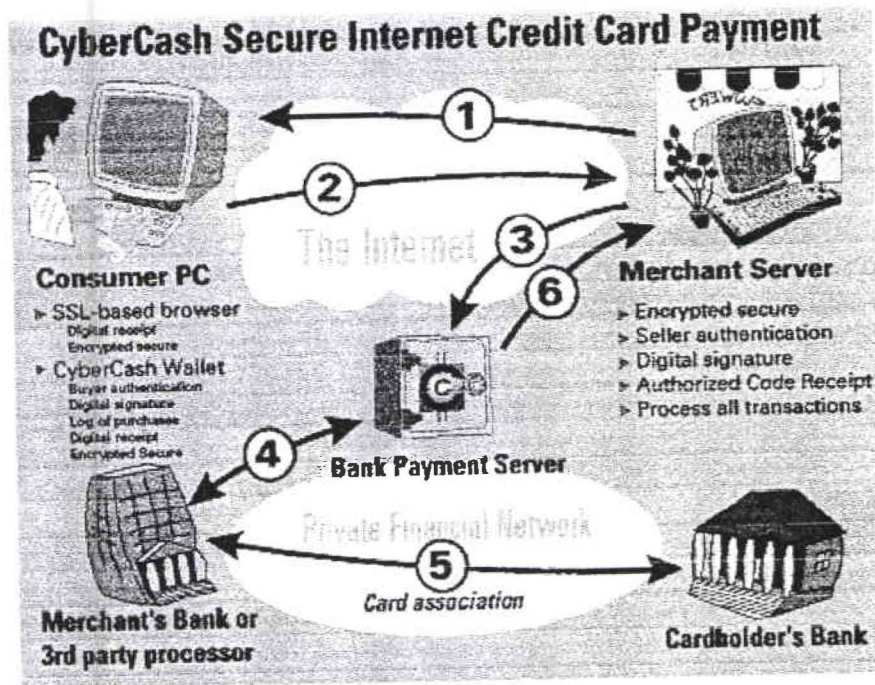 CyberCash Secure Internet Credit Card Payment
1
2
The Internet
3
6
Consumer PC
▸ SSL-based browser
Digital receipt
Encrypted secure
▸ CyberCash Wallet
Buyer authentication
Digital signature
Log of purchases
Digital receipt
Encrypted Secure
Merchant Server
▸ Encrypted secure
▸ Seller authentication
▸ Digital signature
▸ Authorized Code Receipt
▸ Process all transactions
C
4
Bank Payment Server
Private Financial Network
5
Card association
Merchant's Bank or
3rd party processor
Cardholder's Bank